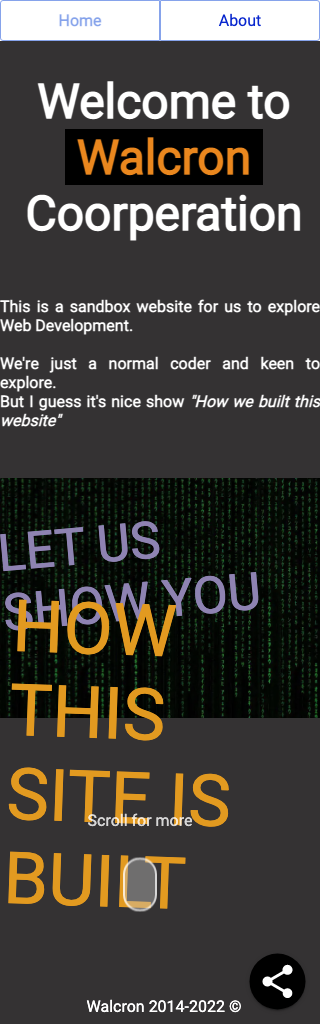 Home
About
Welcome to
Walcron
Coorperation
This is a sandbox website for us to explore
Web Development.
We're just a normal coder and keen to
explore.
But I guess it's nice show "How we built this
website"
LET US
SHOW YOU
HOW
THIS
SITE IS
Scroll for more
BUILT
Walcron 2014-2022 ©